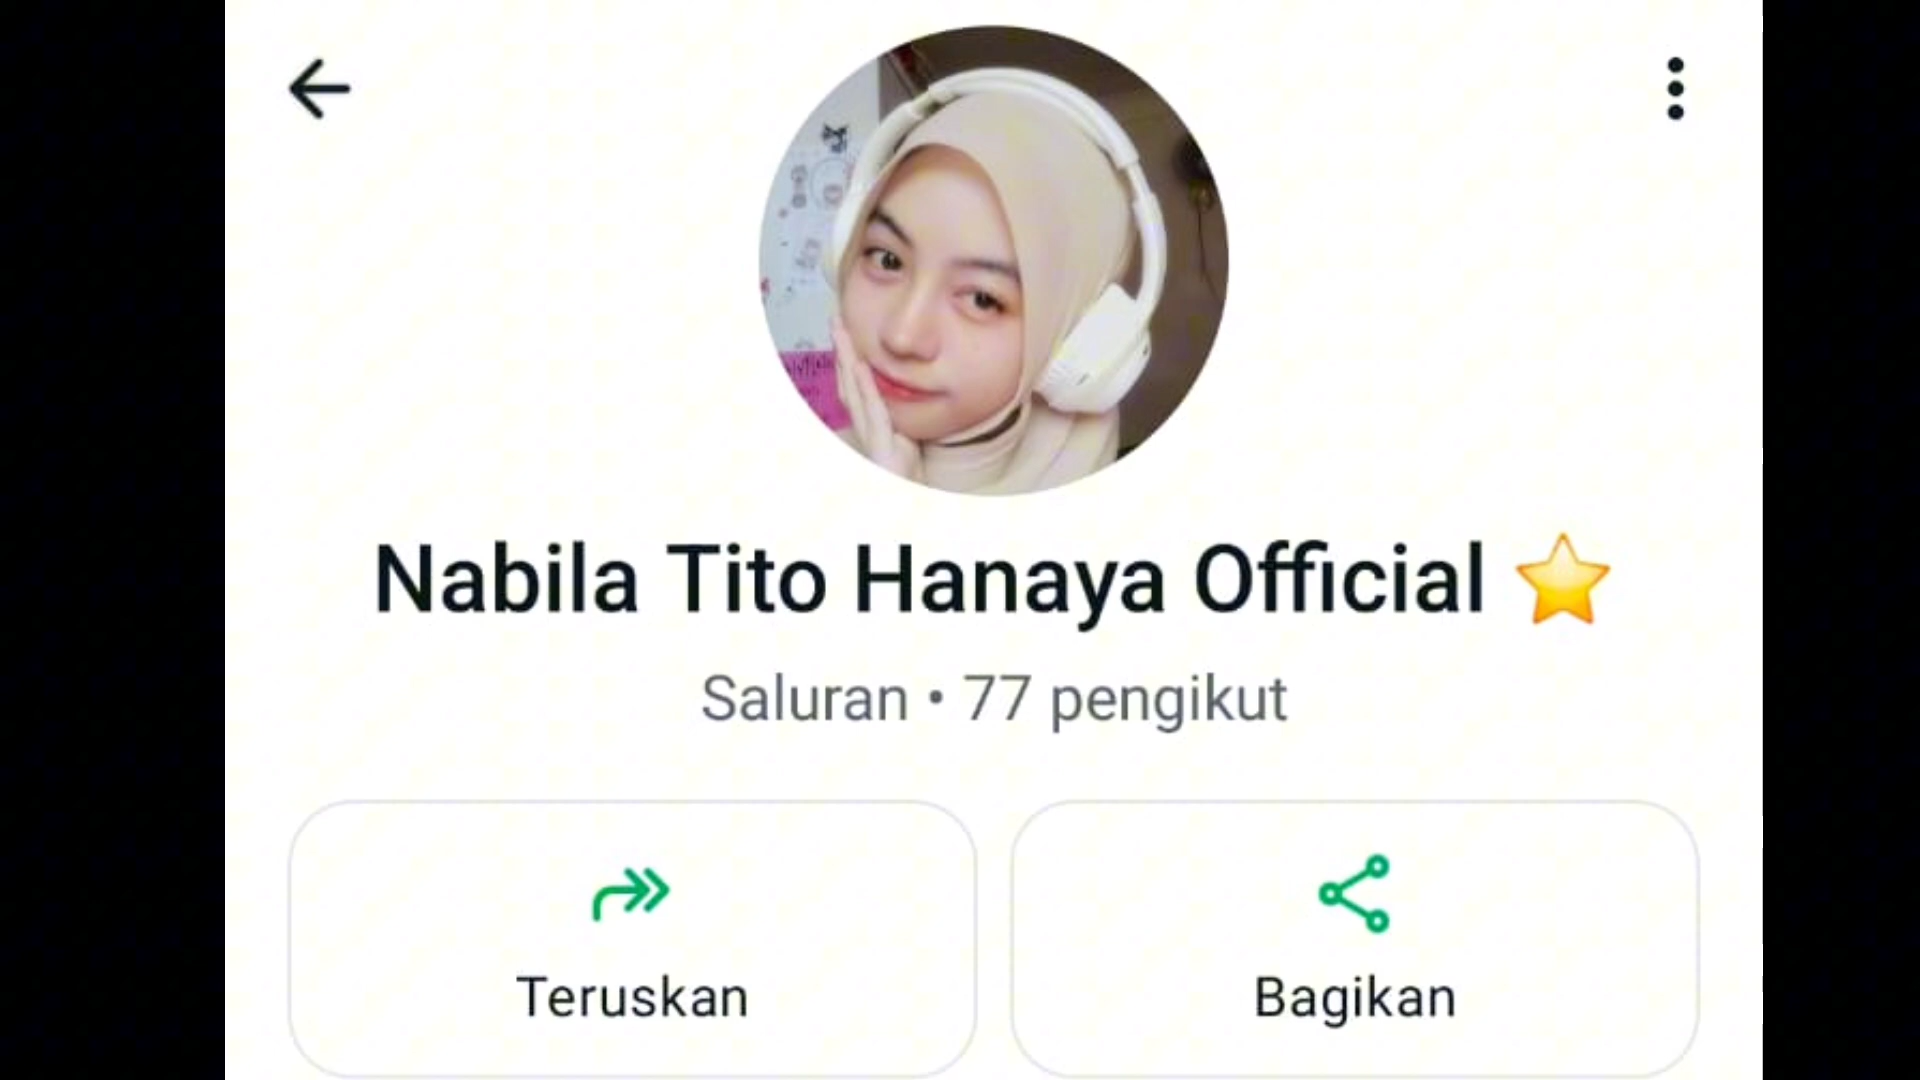 Nabila Tito Hanaya Official ⭐
Saluran • 77 pengikut
Teruskan
Bagikan